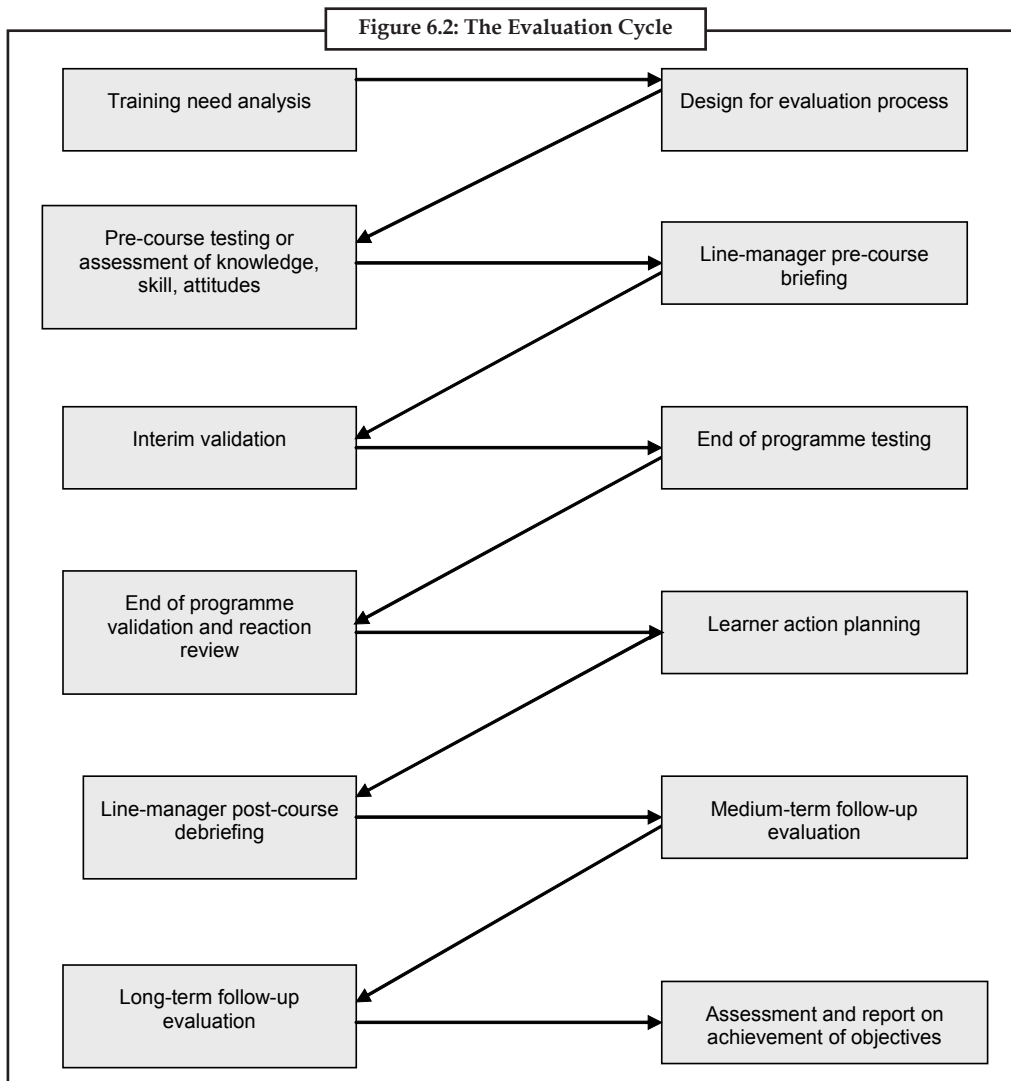 Figure 6.2: The Evaluation Cycle
Training need analysis
Design for evaluation process
Pre-course testing or
assessment of knowledge,
skill, attitudes
Line-manager pre-course
briefing
Interim validation
End of programme testing
End of programme
validation and reaction
review
Learner action planning
Line-manager post-course
debriefing
Medium-term follow-up
evaluation
Long-term follow-up
evaluation
Assessment and report on
achievement of objectives